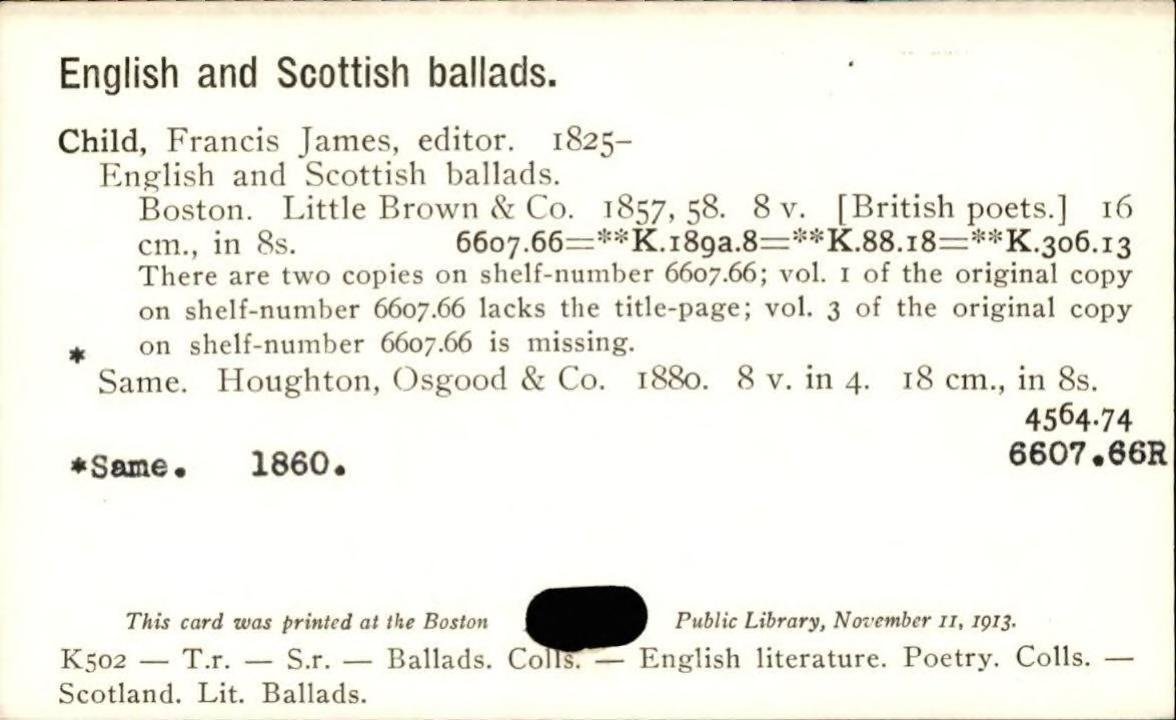 English and Scottish ballads.
Child, Francis James, editor. 1825–
English and Scottish ballads.
Boston. Little Brown & Co. 1857, 58. 8 v. [British poets.] 16
cm., in 8s. 6607.66=**K.189a.8=**K.88.18=**K.306.13
There are two copies on shelf-number 6607.66; vol. 1 of the original copy
on shelf-number 6607.66 lacks the title-page; vol. 3 of the original copy
on shelf-number 6607.66 is missing.
* Same. Houghton, Osgood & Co. 1880. 8 v. in 4. 18 cm., in 8s.
4564.74
*Same. 1860. 6607.66R
This card was printed at the Boston Public Library, November 11, 1913.
K502 — T.r. — S.r. — Ballads. Colls. — English literature. Poetry. Colls. —
Scotland. Lit. Ballads.